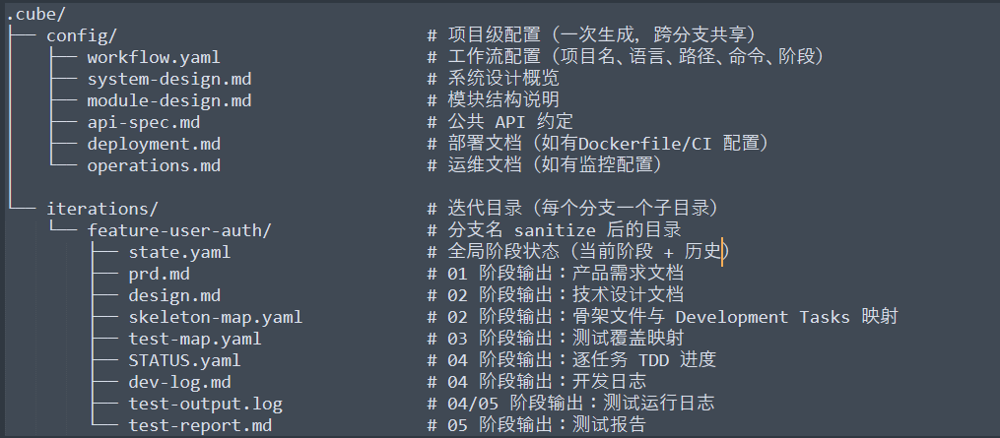 .cube/
├── config/                              # 项目级配置（一次生成，跨分支共享）
│   ├── workflow.yaml                    # 工作流配置（项目名、语言、路径、命令、阶段）
│   ├── system-design.md                 # 系统设计概览
│   ├── module-design.md                 # 模块结构说明
│   ├── api-spec.md                      # 公共 API 约定
│   ├── deployment.md                    # 部署文档（如有Dockerfile/CI 配置）
│   └── operations.md                    # 运维文档（如有监控配置）
│
└── iterations/                          # 迭代目录（每个分支一个子目录）
    └── feature-user-auth/               # 分支名 sanitize 后的目录
        ├── state.yaml                   # 全局阶段状态（当前阶段 + 历史）
        ├── prd.md                       # 01 阶段输出：产品需求文档
        ├── design.md                    # 02 阶段输出：技术设计文档
        ├── skeleton-map.yaml            # 02 阶段输出：骨架文件与 Development Tasks 映射
        ├── test-map.yaml                # 03 阶段输出：测试覆盖映射
        ├── STATUS.yaml                  # 04 阶段输出：逐任务 TDD 进度
        ├── dev-log.md                   # 04 阶段输出：开发日志
        ├── test-output.log              # 04/05 阶段输出：测试运行日志
        └── test-report.md               # 05 阶段输出：测试报告